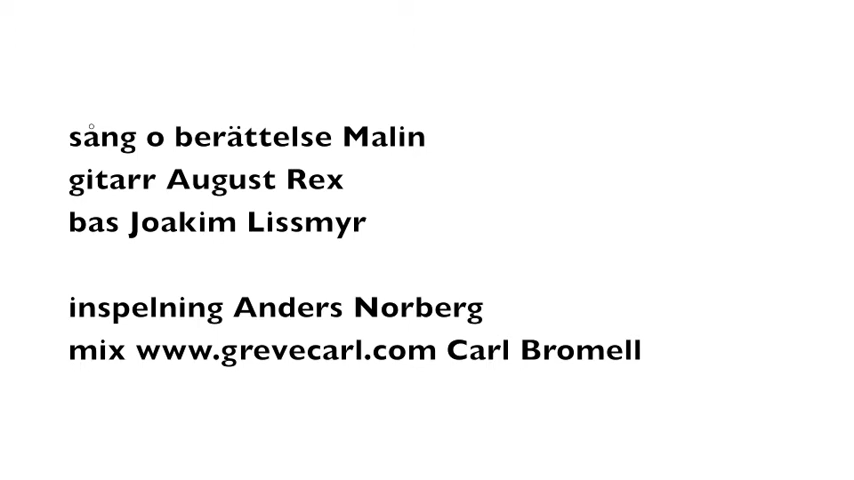 sång o berättelse Malin
gitarr August Rex
bas Joakim Lissmyr
inspelning Anders Norberg
mix www.grevecarl.com Carl Bromell